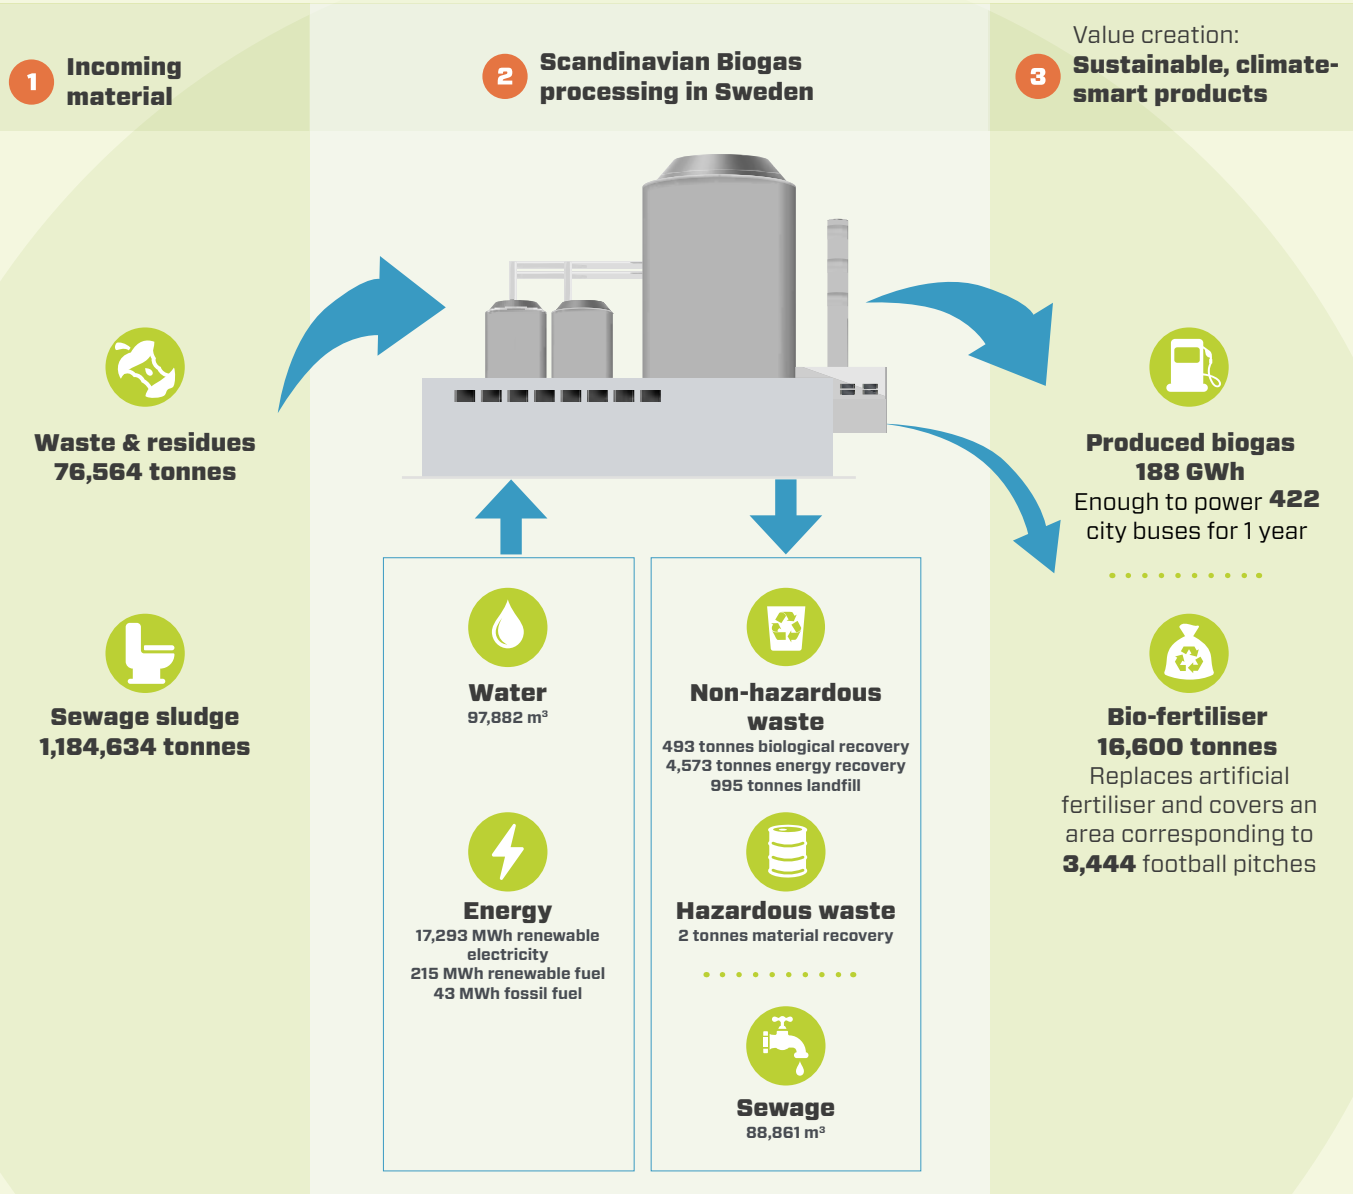 1
Incoming
material
2
Scandinavian Biogas
processing in Sweden
3
Value creation:
Sustainable, climate-
smart products
Waste & residues
76,564 tonnes
Sewage sludge
1,184,634 tonnes
Water
97,882 m³
Energy
17,293 MWh renewable
electricity
215 MWh renewable fuel
43 MWh fossil fuel
Non-hazardous
waste
493 tonnes biological recovery
4,573 tonnes energy recovery
995 tonnes landfill
Hazardous waste
2 tonnes material recovery
Sewage
88,861 m³
Produced biogas
188 GWh
Enough to power 422
city buses for 1 year
Bio-fertiliser
16,600 tonnes
Replaces artificial
fertiliser and covers an
area corresponding to
3,444 football pitches